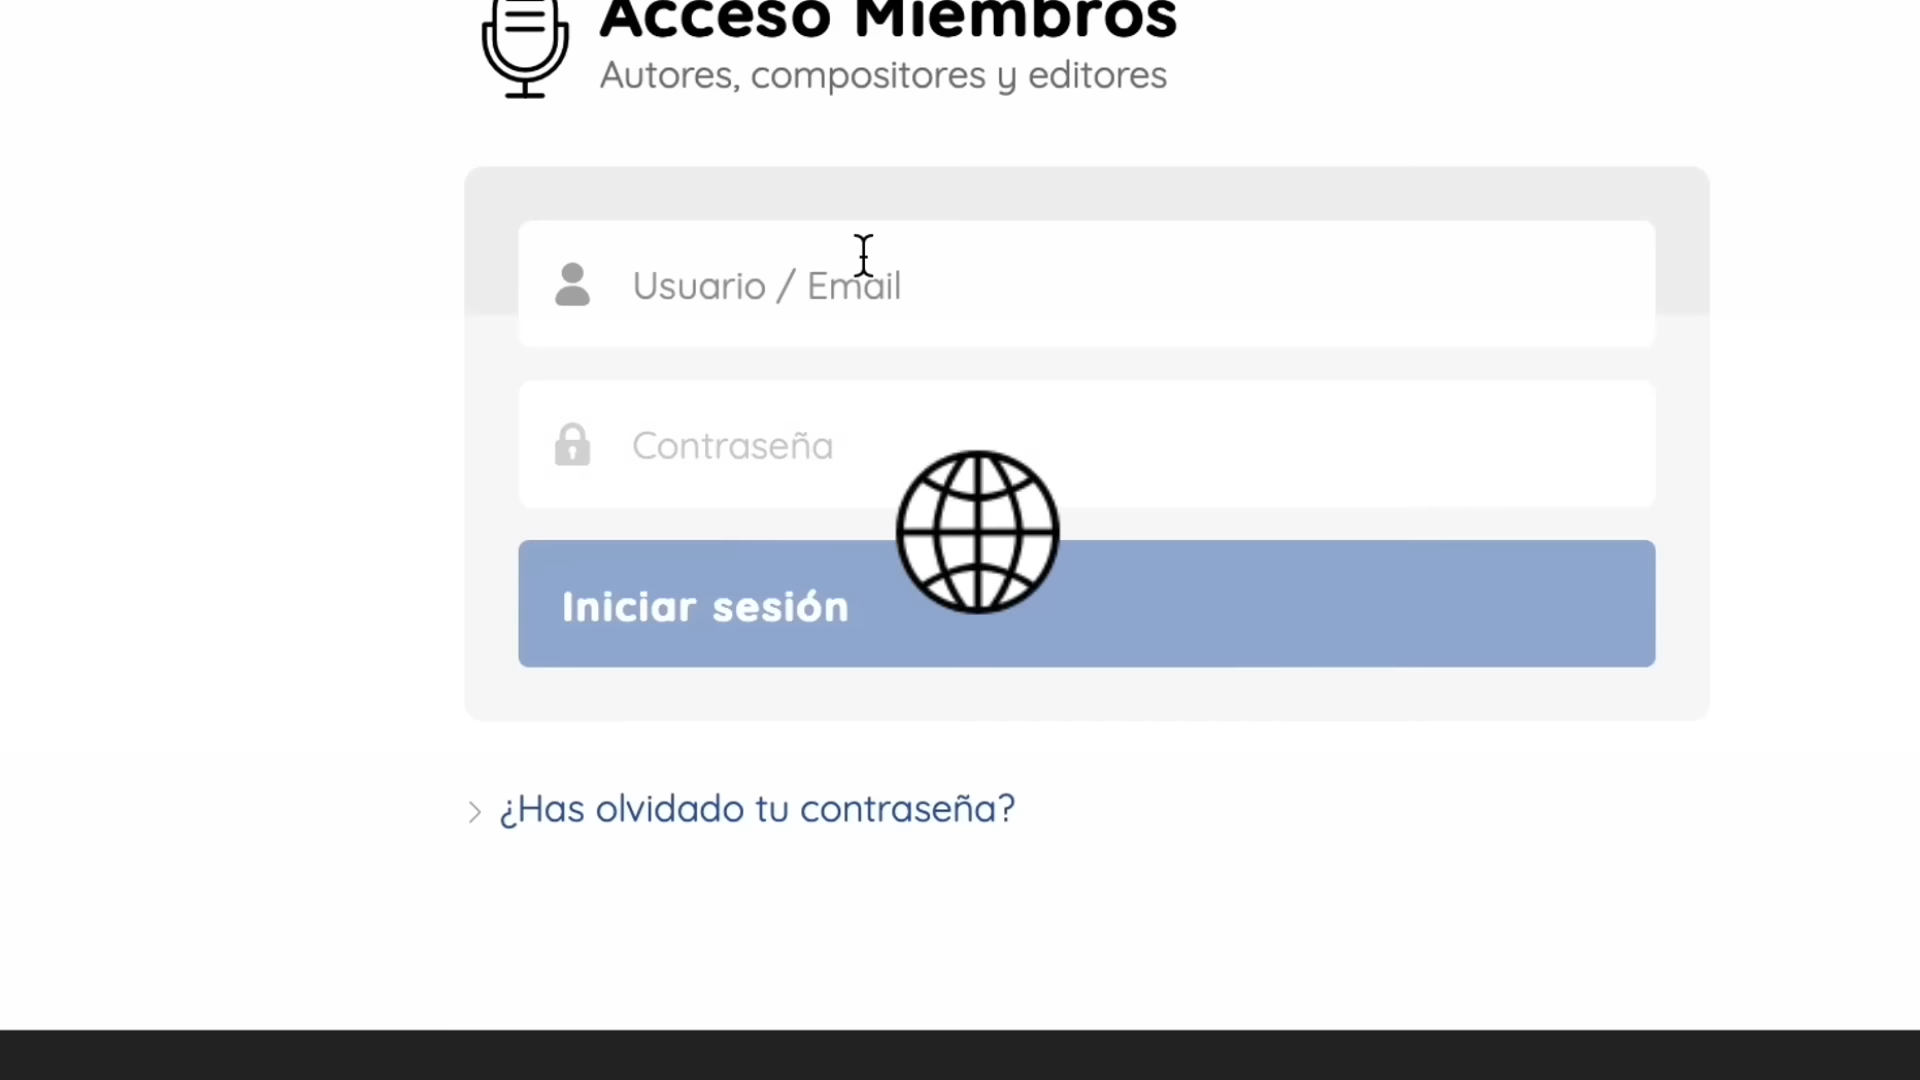 Acceso Miembros
Autores, compositores y editores
Usuario / Email
Contraseña
Iniciar sesión
¿Has olvidado tu contraseña?